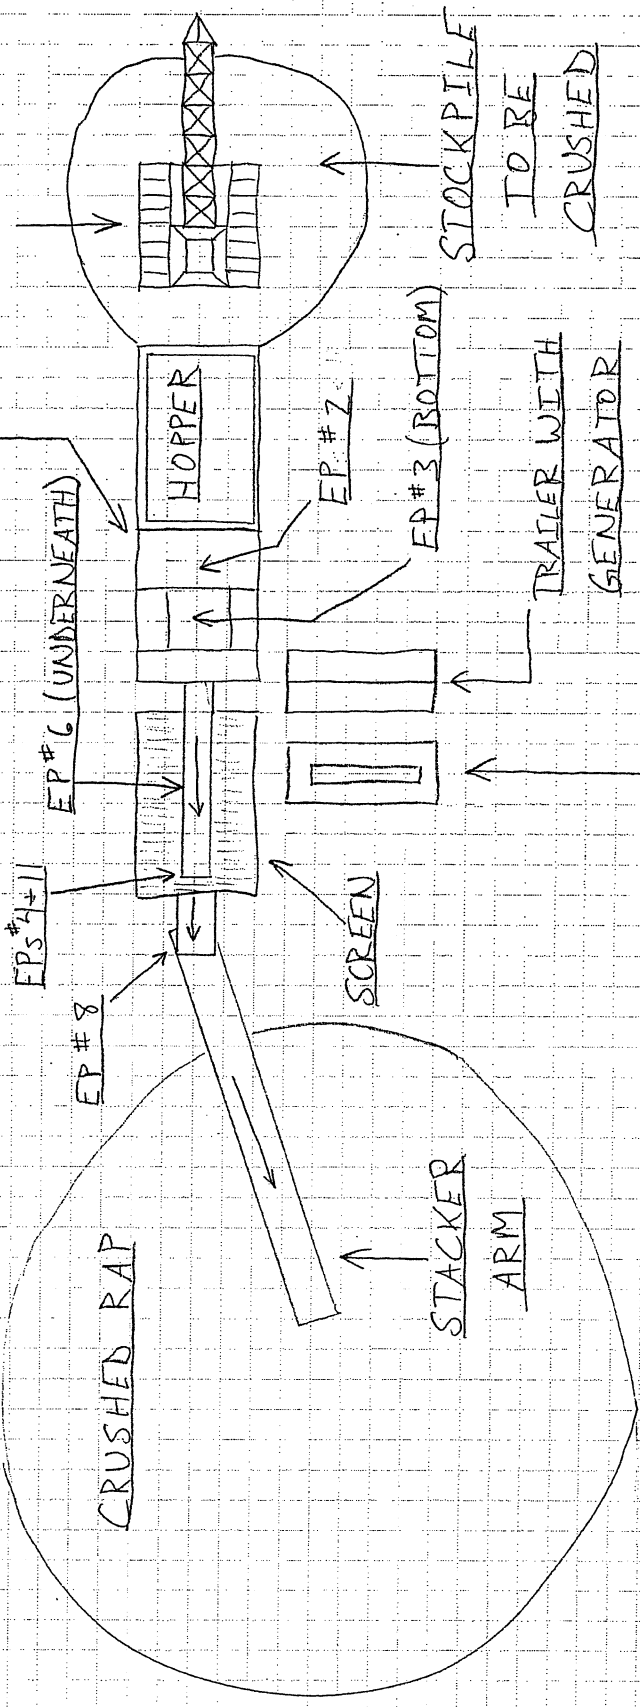 EPs #4+11
EP #6 (UNDERNEATH)
EP #8
CRUSHED RAP
HOPPER
EP #2
SCREEN
EP #3 (BOTTOM)
STACKER
ARM
STOCKPILE
TO BE
CRUSHED
TRAILER WITH
GENERATOR